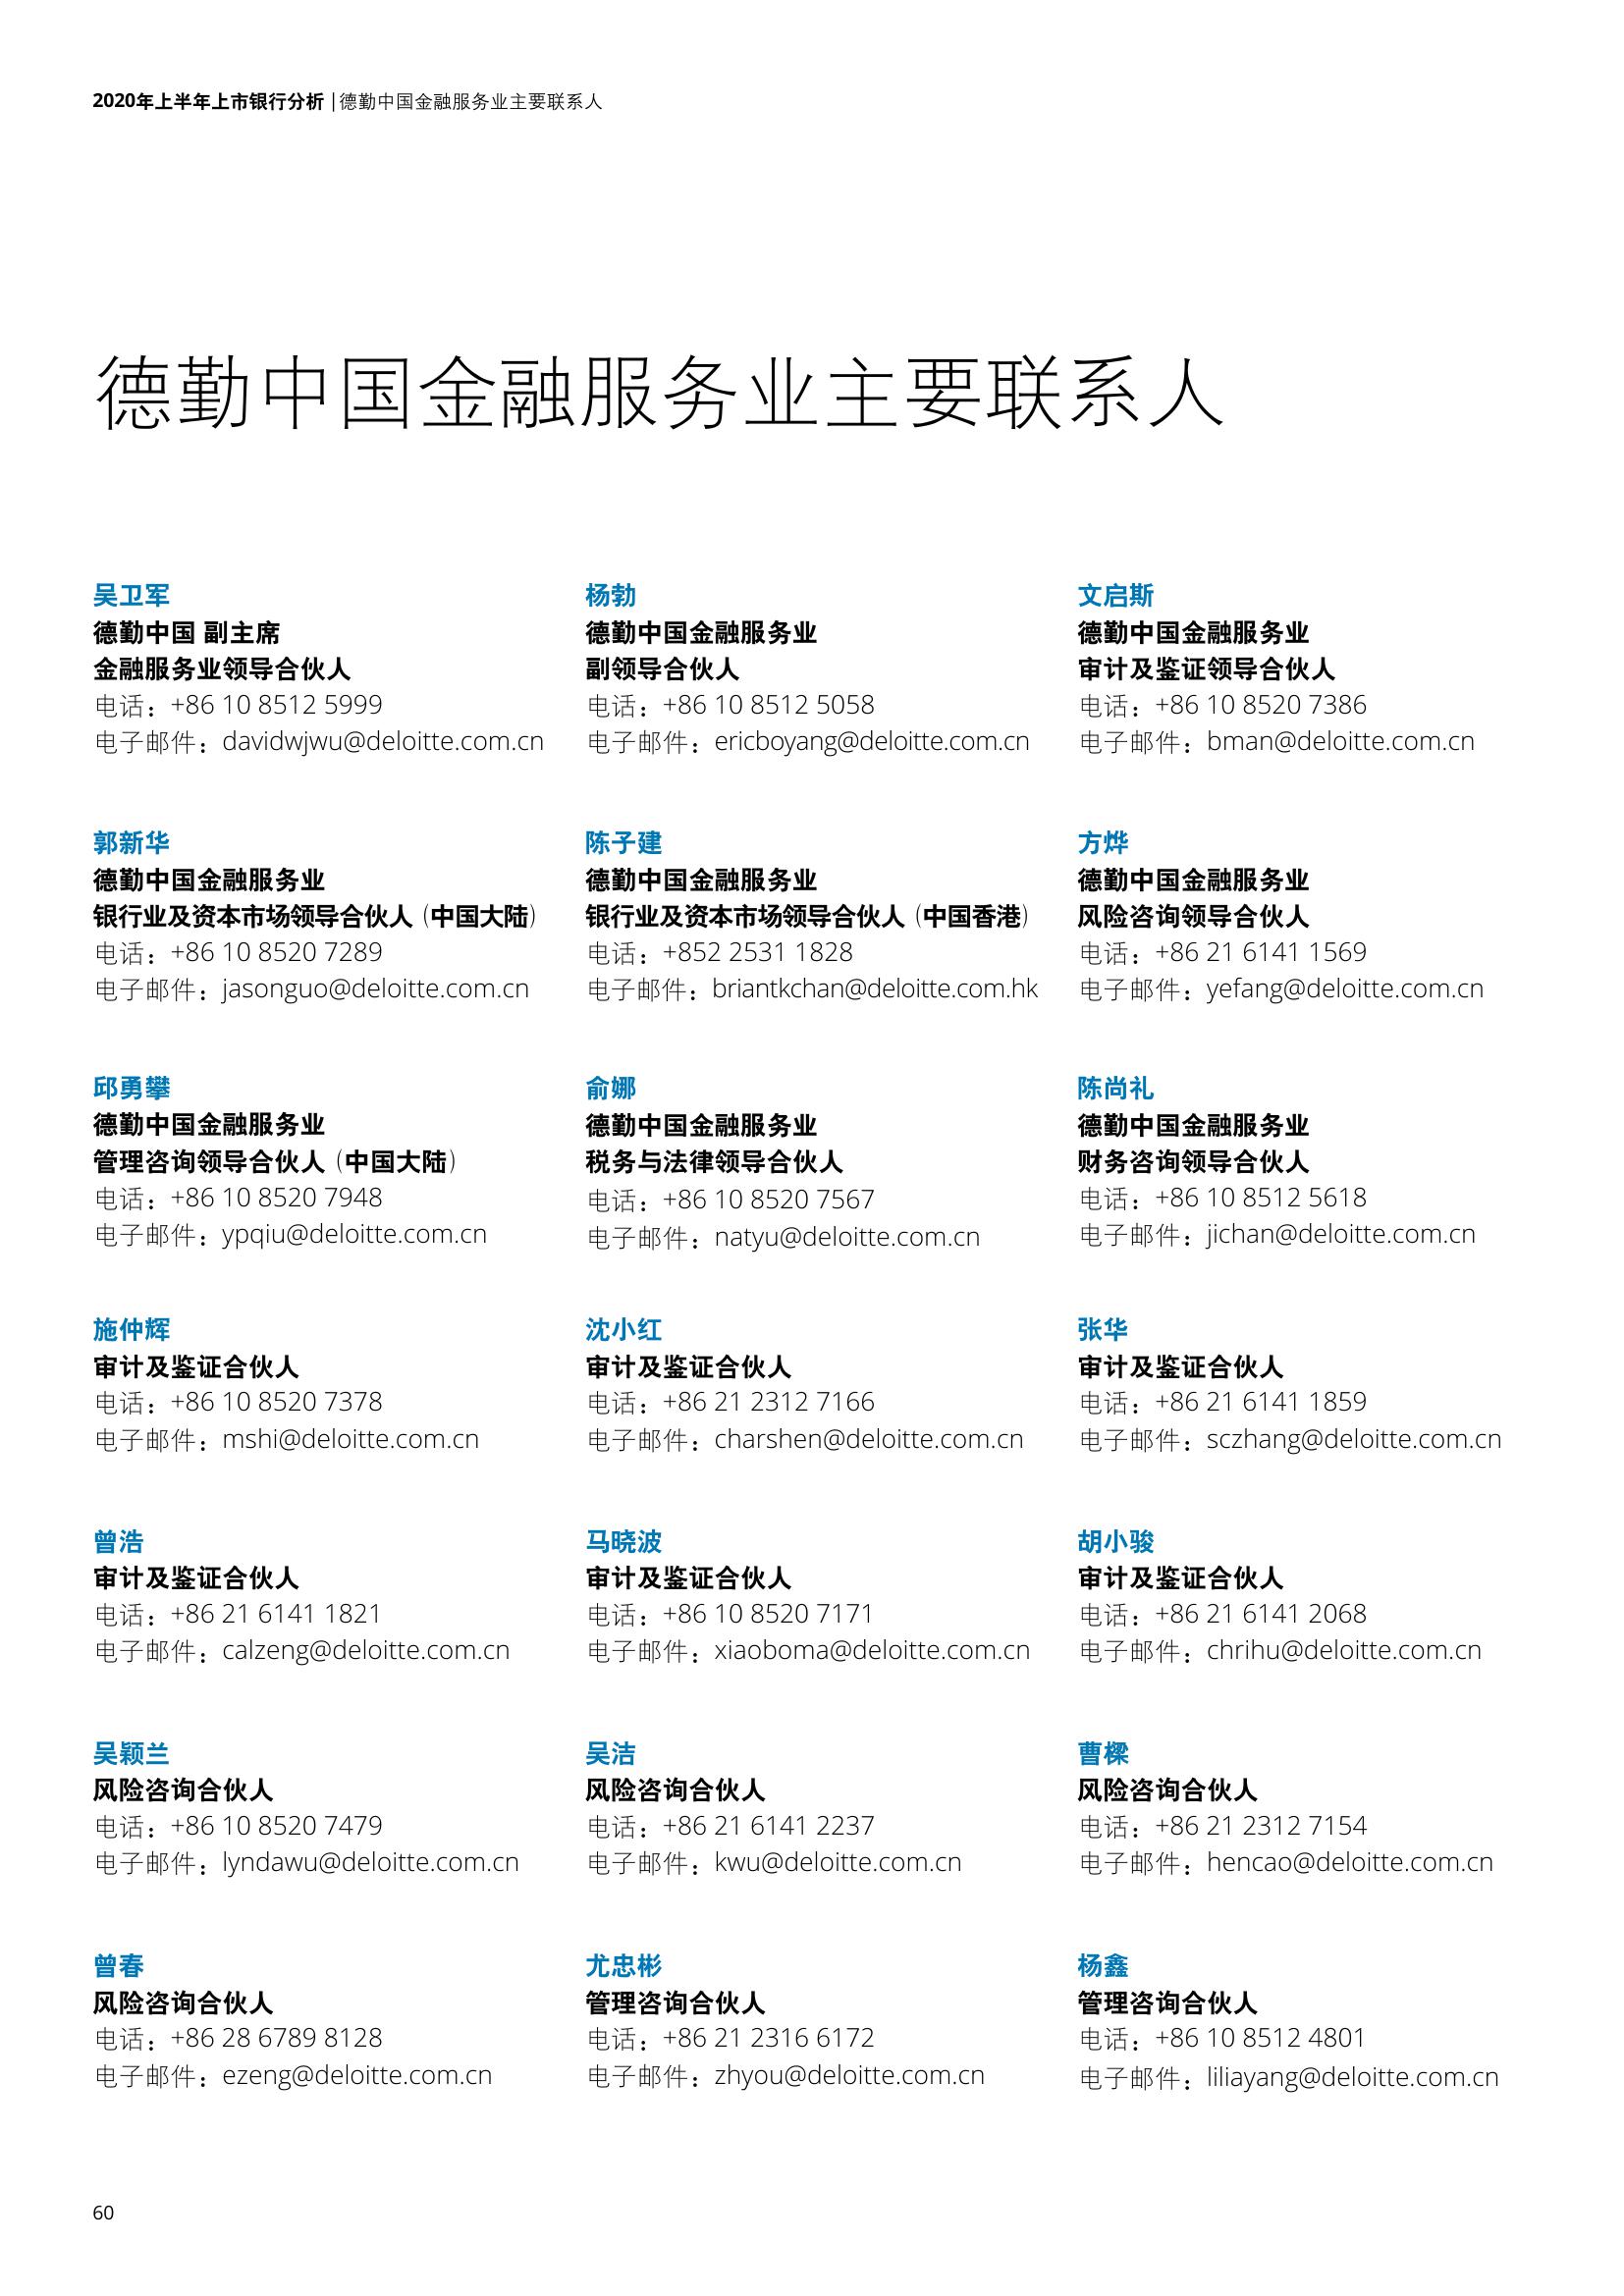 2020年上半年上市银行分析 |德勤中国金融服务业主要联系人
德勤中国金融服务业主要联系人
吴卫军
德勤中国 副主席
金融服务业领导合伙人
电话：+86 10 8512 5999
电子邮件：davidwjwu@deloitte.com.cn
杨勃
德勤中国金融服务业
副领导合伙人
电话：+86 10 8512 5058
电子邮件：ericboyang@deloitte.com.cn
文启斯
德勤中国金融服务业
审计及鉴证领导合伙人
电话：+86 10 8520 7386
电子邮件：bman@deloitte.com.cn
郭新华
德勤中国金融服务业
银行业及资本市场领导合伙人（中国大陆）
电话：+86 10 8520 7289
电子邮件：jasonguo@deloitte.com.cn
陈子建
德勤中国金融服务业
银行业及资本市场领导合伙人（中国香港）
电话：+852 2531 1828
电子邮件：briantkchan@deloitte.com.hk
方烨
德勤中国金融服务业
风险咨询领导合伙人
电话：+86 21 6141 1569
电子邮件：yefang@deloitte.com.cn
邱勇攀
德勤中国金融服务业
管理咨询领导合伙人（中国大陆）
电话：+86 10 8520 7948
电子邮件：ypqiu@deloitte.com.cn
俞娜
德勤中国金融服务业
税务与法律领导合伙人
电话：+86 10 8520 7567
电子邮件：natyu@deloitte.com.cn
陈尚礼
德勤中国金融服务业
财务咨询领导合伙人
电话：+86 10 8512 5618
电子邮件：jichan@deloitte.com.cn
施仲辉
审计及鉴证合伙人
电话：+86 10 8520 7378
电子邮件：mshi@deloitte.com.cn
沈小红
审计及鉴证合伙人
电话：+86 21 2312 7166
电子邮件：charshen@deloitte.com.cn
张华
审计及鉴证合伙人
电话：+86 21 6141 1859
电子邮件：sczhang@deloitte.com.cn
曾浩
审计及鉴证合伙人
电话：+86 21 6141 1821
电子邮件：calzeng@deloitte.com.cn
马晓波
审计及鉴证合伙人
电话：+86 10 8520 7171
电子邮件：xiaoboma@deloitte.com.cn
胡小骏
审计及鉴证合伙人
电话：+86 21 6141 2068
电子邮件：chrihu@deloitte.com.cn
吴颖兰
风险咨询合伙人
电话：+86 10 8520 7479
电子邮件：lyndawu@deloitte.com.cn
吴洁
风险咨询合伙人
电话：+86 21 6141 2237
电子邮件：kwu@deloitte.com.cn
曹樑
风险咨询合伙人
电话：+86 21 2312 7154
电子邮件：hencao@deloitte.com.cn
曾春
风险咨询合伙人
电话：+86 28 6789 8128
电子邮件：ezeng@deloitte.com.cn
尤忠彬
管理咨询合伙人
电话：+86 21 2316 6172
电子邮件：zhyou@deloitte.com.cn
杨鑫
管理咨询合伙人
电话：+86 10 8512 4801
电子邮件：liliayang@deloitte.com.cn
60